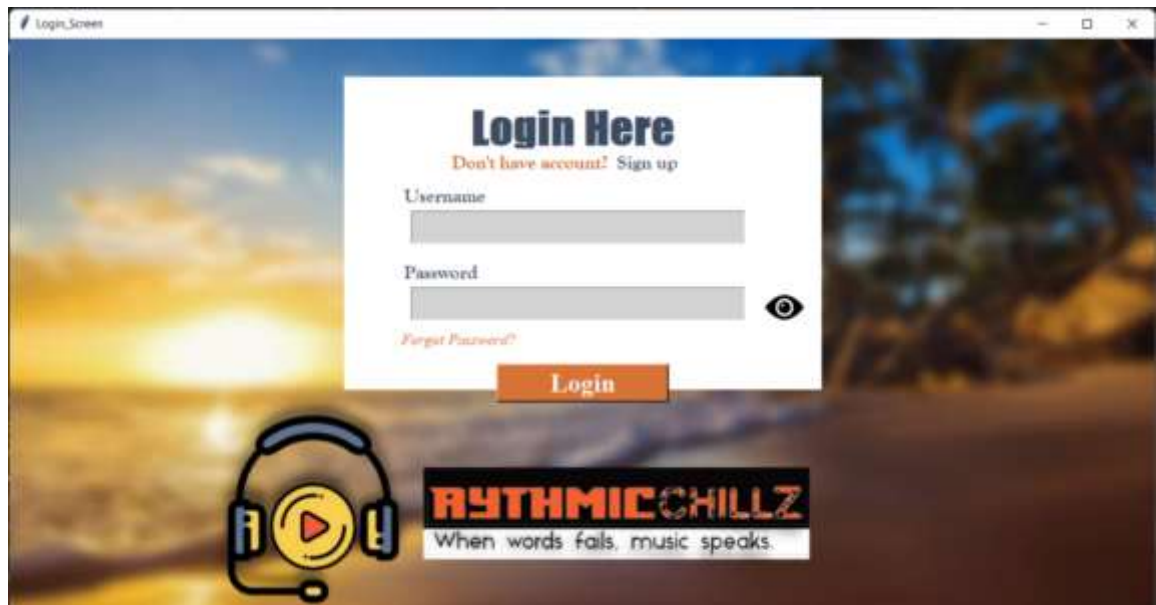 Login_Screen
Login Here
Don't have account? Sign up
Username
Password
Forgot Password?
Login
RYTHMICCHILLZ
When words fails, music speaks.